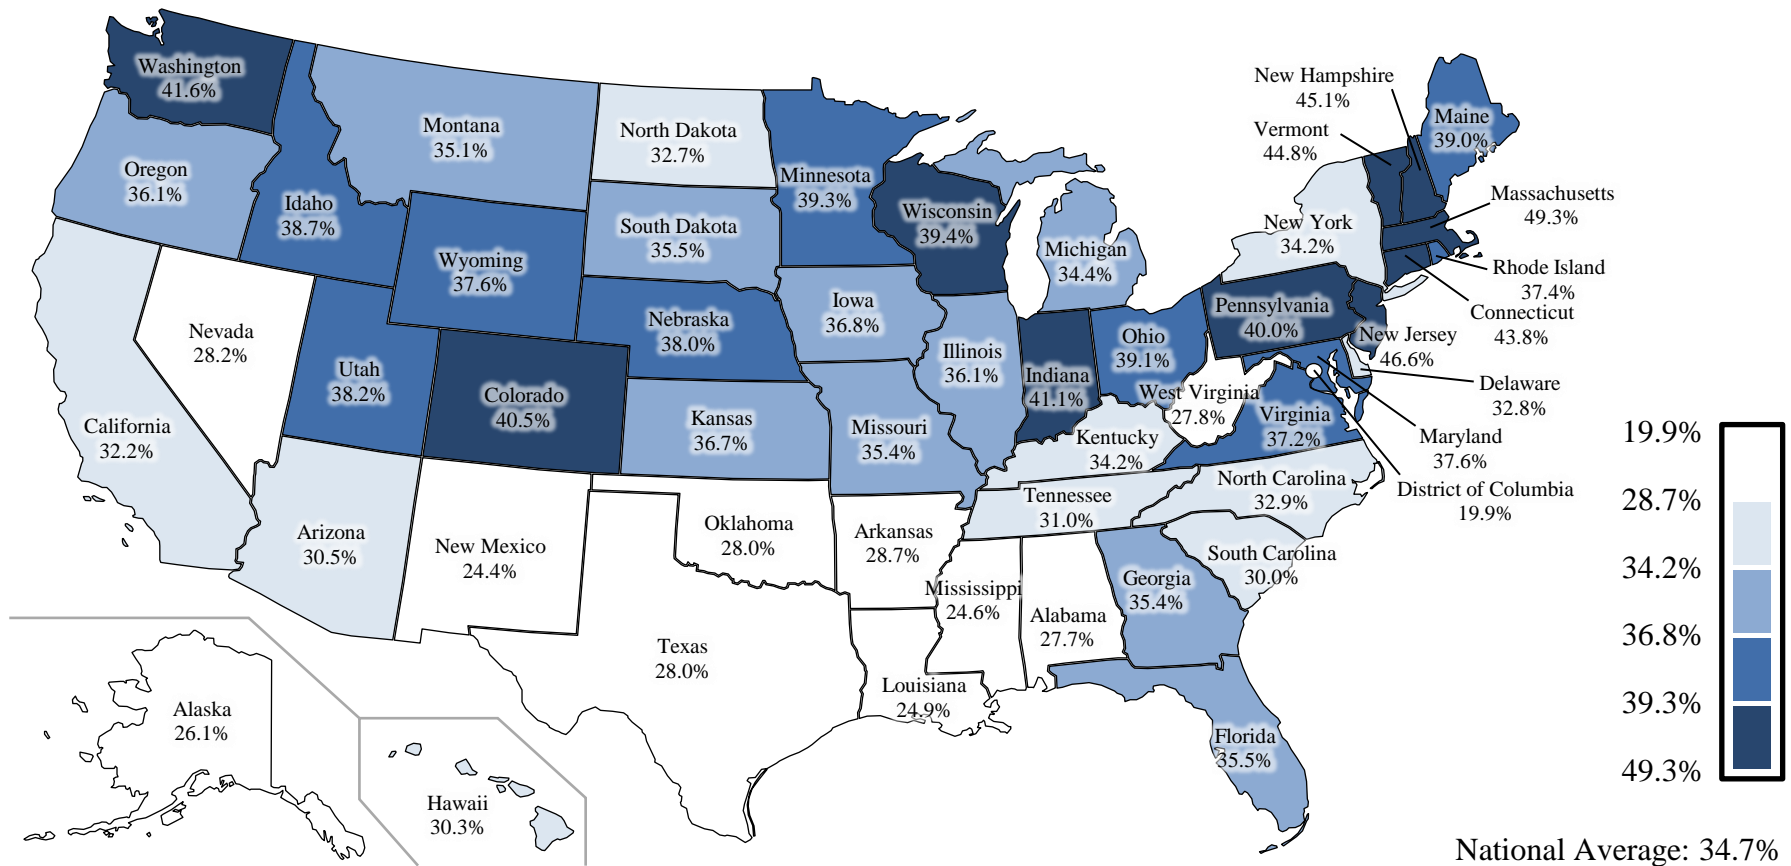 Washington
41.6%
Oregon
36.1%
California
32.2%
Nevada
28.2%
Idaho
38.7%
Montana
35.1%
Wyoming
37.6%
Utah
38.2%
Colorado
40.5%
Arizona
30.5%
New Mexico
24.4%
North Dakota
32.7%
South Dakota
35.5%
Nebraska
38.0%
Kansas
36.7%
Oklahoma
28.0%
Texas
28.0%
Minnesota
39.3%
Iowa
36.8%
Missouri
35.4%
Arkansas
28.7%
Louisiana
24.9%
Wisconsin
39.4%
Illinois
36.1%
Michigan
34.4%
Indiana
41.1%
Ohio
39.1%
Kentucky
34.2%
Tennessee
31.0%
Mississippi
24.6%
Alabama
27.7%
Georgia
35.4%
Florida
35.5%
South Carolina
30.0%
North Carolina
32.9%
Virginia
37.2%
West Virginia
27.8%
Pennsylvania
40.0%
New York
34.2%
New Hampshire
45.1%
Vermont
44.8%
Maine
39.0%
Massachusetts
49.3%
Rhode Island
37.4%
Connecticut
43.8%
New Jersey
46.6%
Delaware
32.8%
Maryland
37.6%
District of Columbia
19.9%
Alaska
26.1%
Hawaii
30.3%
19.9%
28.7%
34.2%
36.8%
39.3%
49.3%
National Average: 34.7%